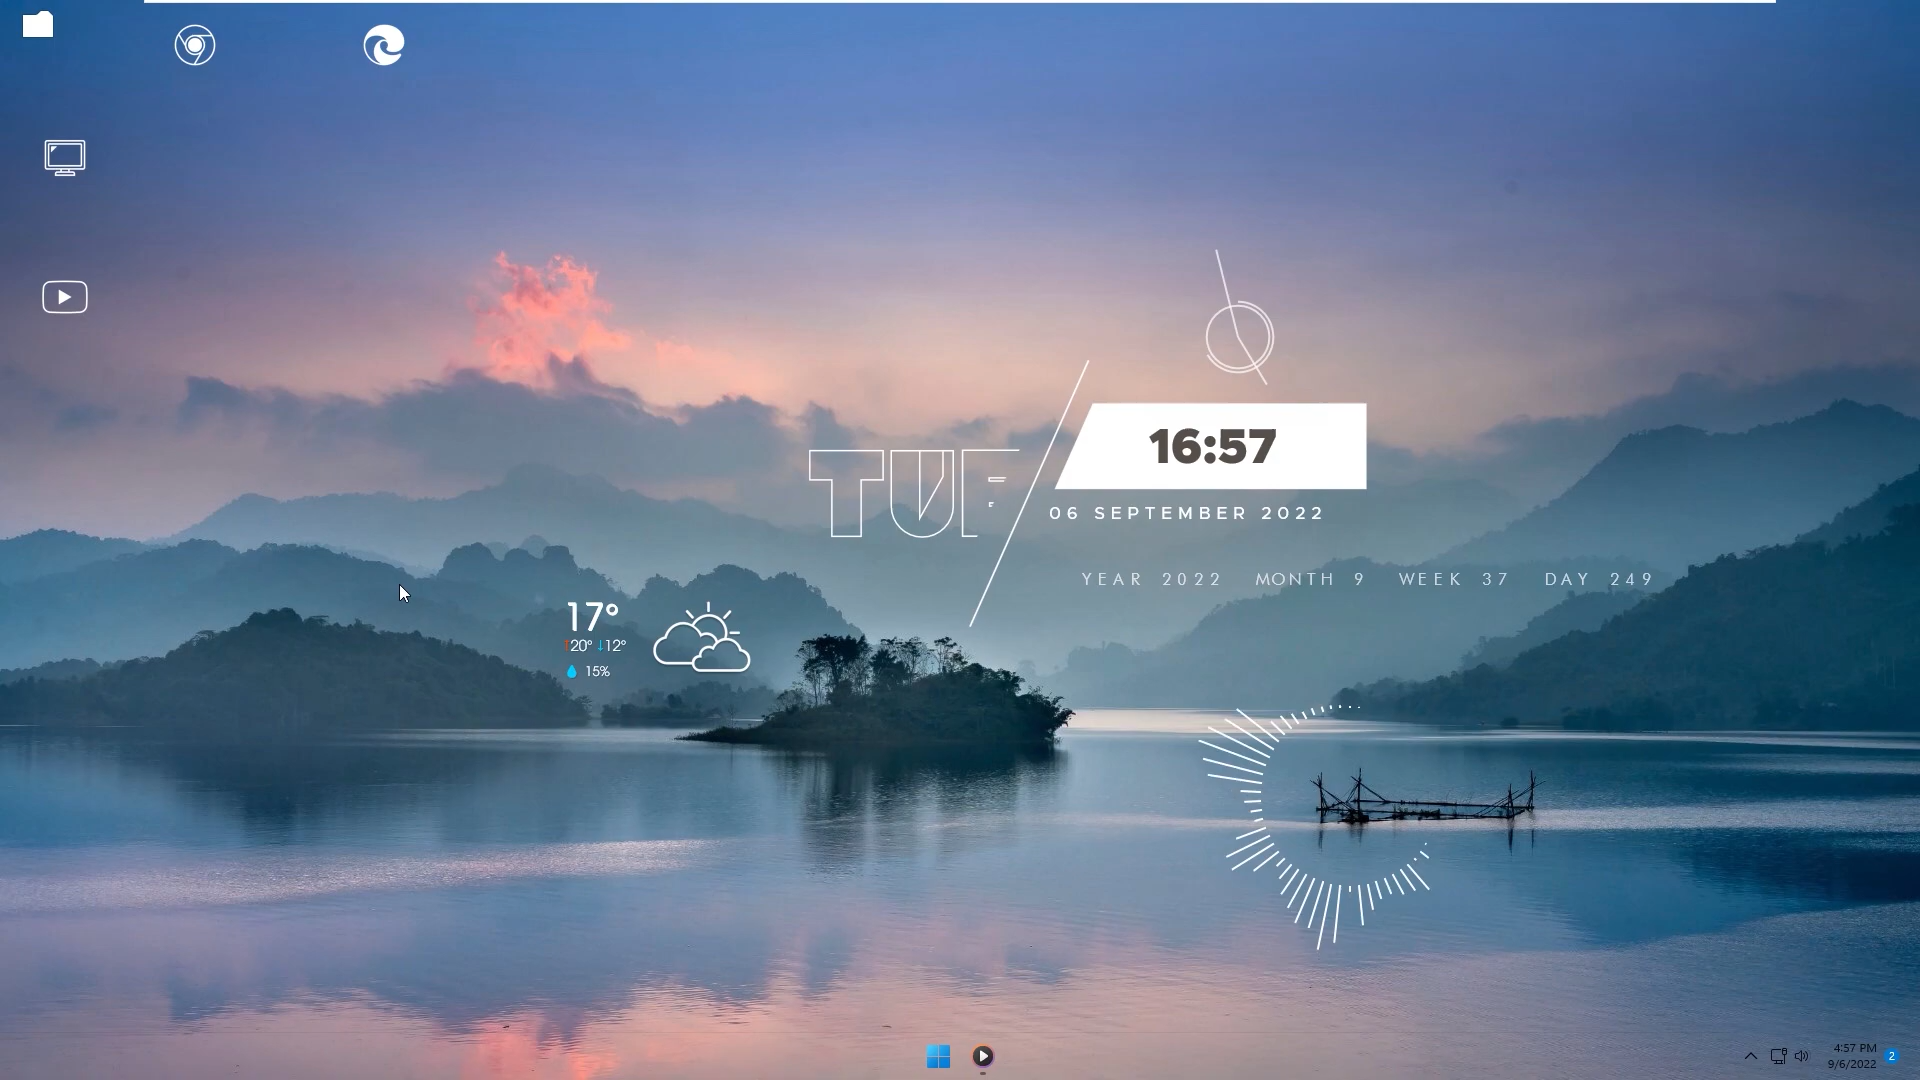 TUE
16:57
06 SEPTEMBER 2022
YEAR 2022 MONTH 9 WEEK 37 DAY 249
17°
↑20° ↓12°
15%
4:57 PM
9/6/2022
2